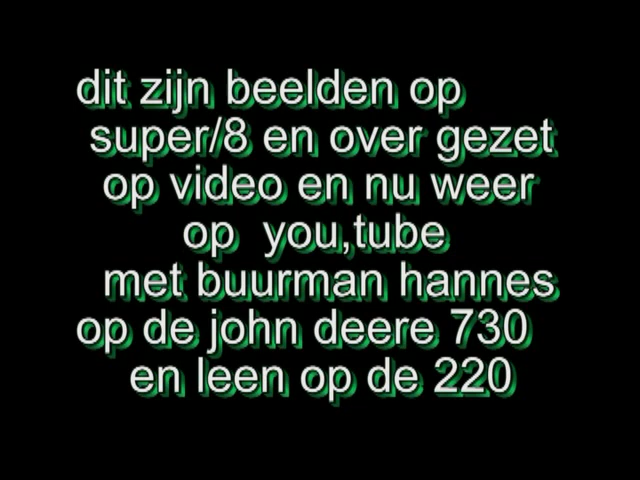 dit zijn beelden op
super/8 en over gezet
op video en nu weer
op you,tube
met buurman hannes
op de john deere 730
en leen op de 220